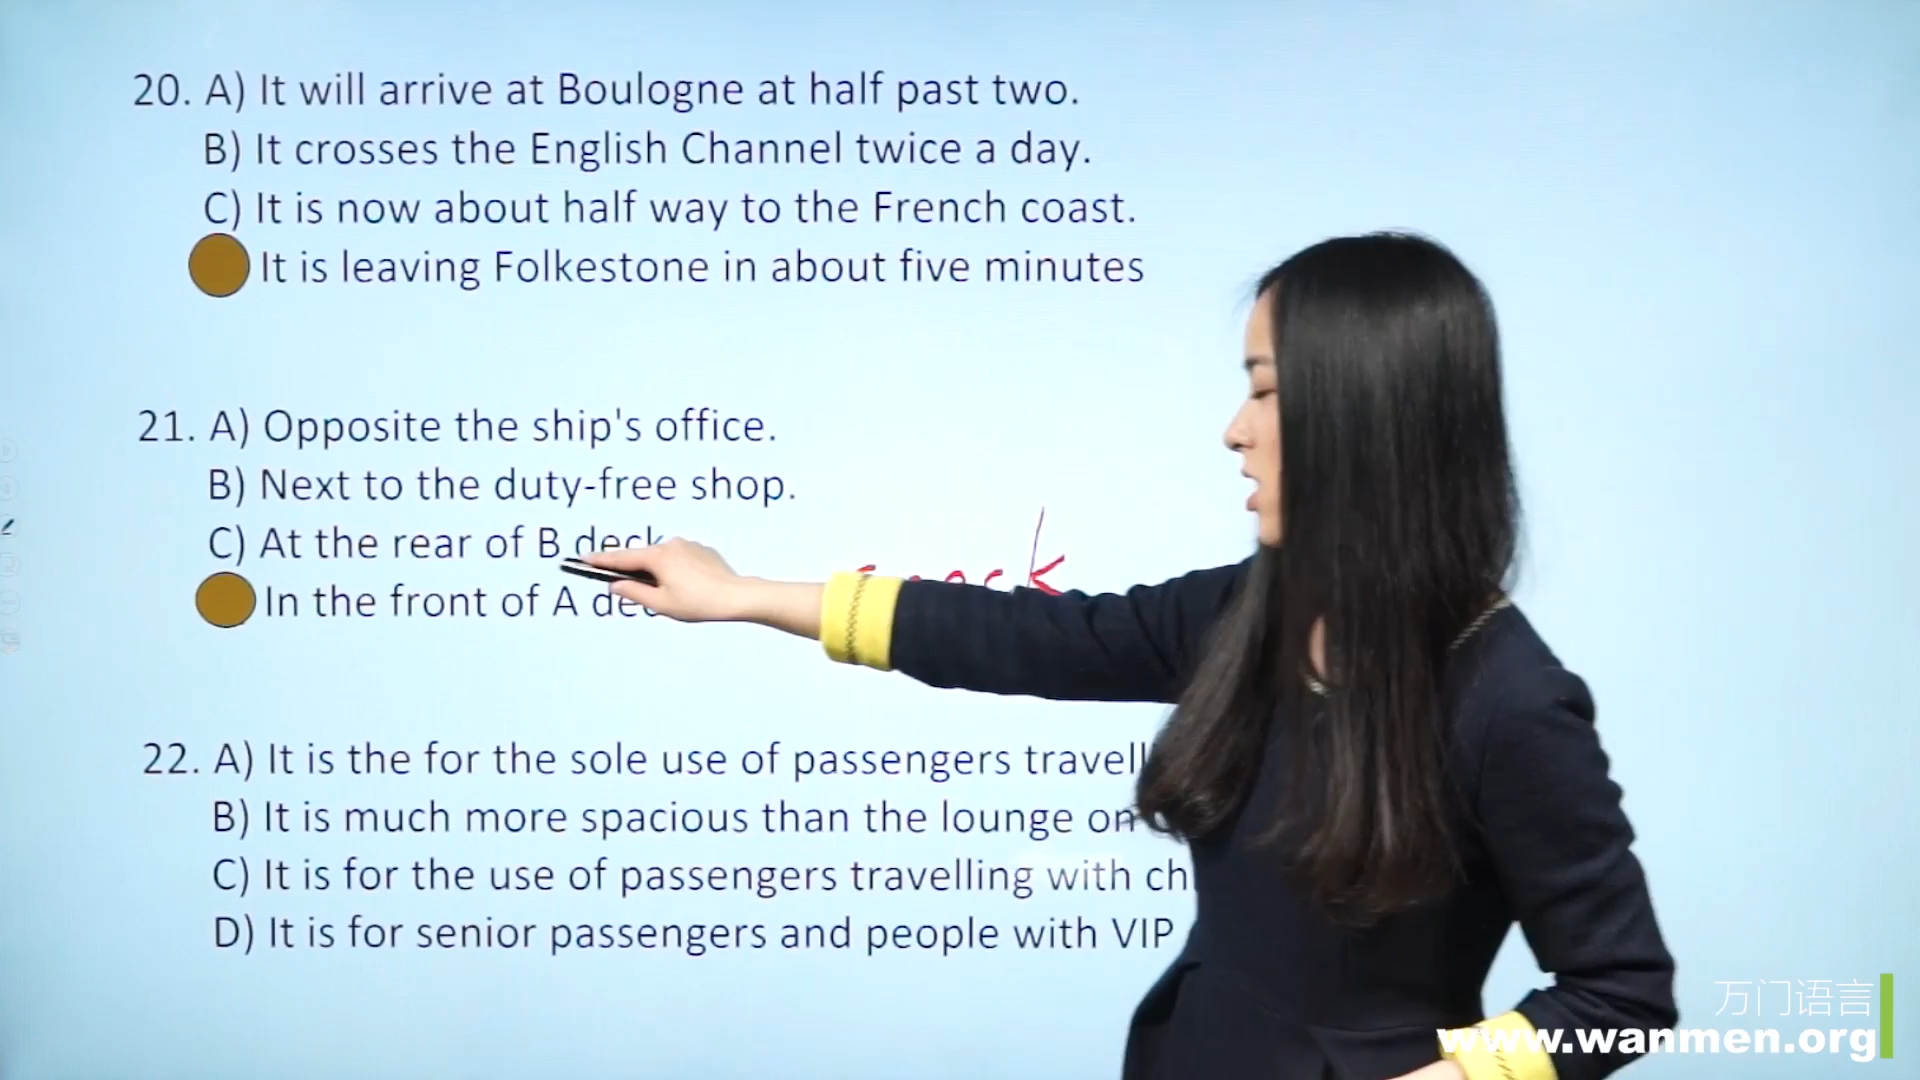 20. A) It will arrive at Boulogne at half past two.
B) It crosses the English Channel twice a day.
C) It is now about half way to the French coast.
It is leaving Folkestone in about five minutes
21. A) Opposite the ship's office.
B) Next to the duty-free shop.
C) At the rear of B deck
In the front of A
22. A) It is the for the sole use of passengers
B) It is much more spacious than the lounge on
C) It is for the use of passengers travelling with
D) It is for senior passengers and people with VIP
万门语言
www.wanmen.org